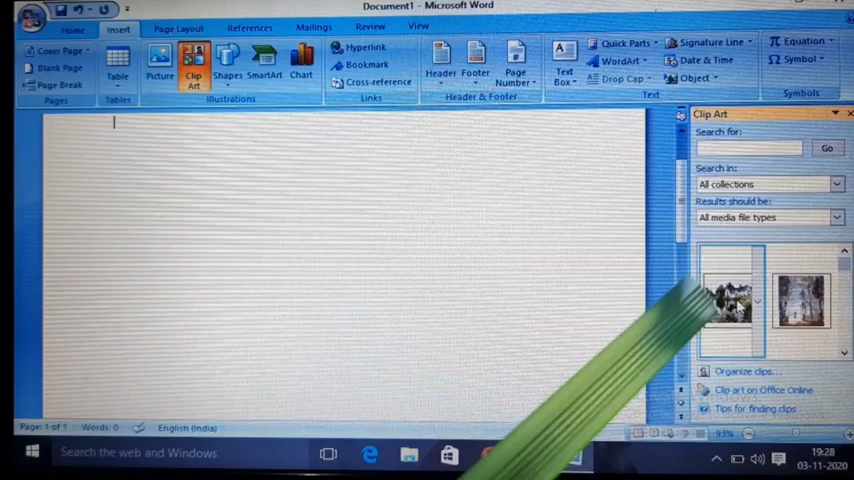 Document1 - Microsoft Word
Home Insert Page Layout References Mailings Review View
Cover Page
Blank Page
Page Break
Pages
Table
Tables
Picture
Clip
Art
Shapes
SmartArt
Chart
Illustrations
Hyperlink
Bookmark
Cross-reference
Links
Header
Footer
Page
Number
Header & Footer
Text
Box
Quick Parts
WordArt
Drop Cap
Signature Line
Date & Time
Object
Text
Equation
Symbol
Symbols
Clip Art
Search for:
Go
Search in:
All collections
Results should be:
All media file types
Organize clips...
Clip art on Office Online
Tips for finding clips
Page: 1 of 1 Words: 0 English (India)
93%
Search the web and Windows
19:28
03-11-2020